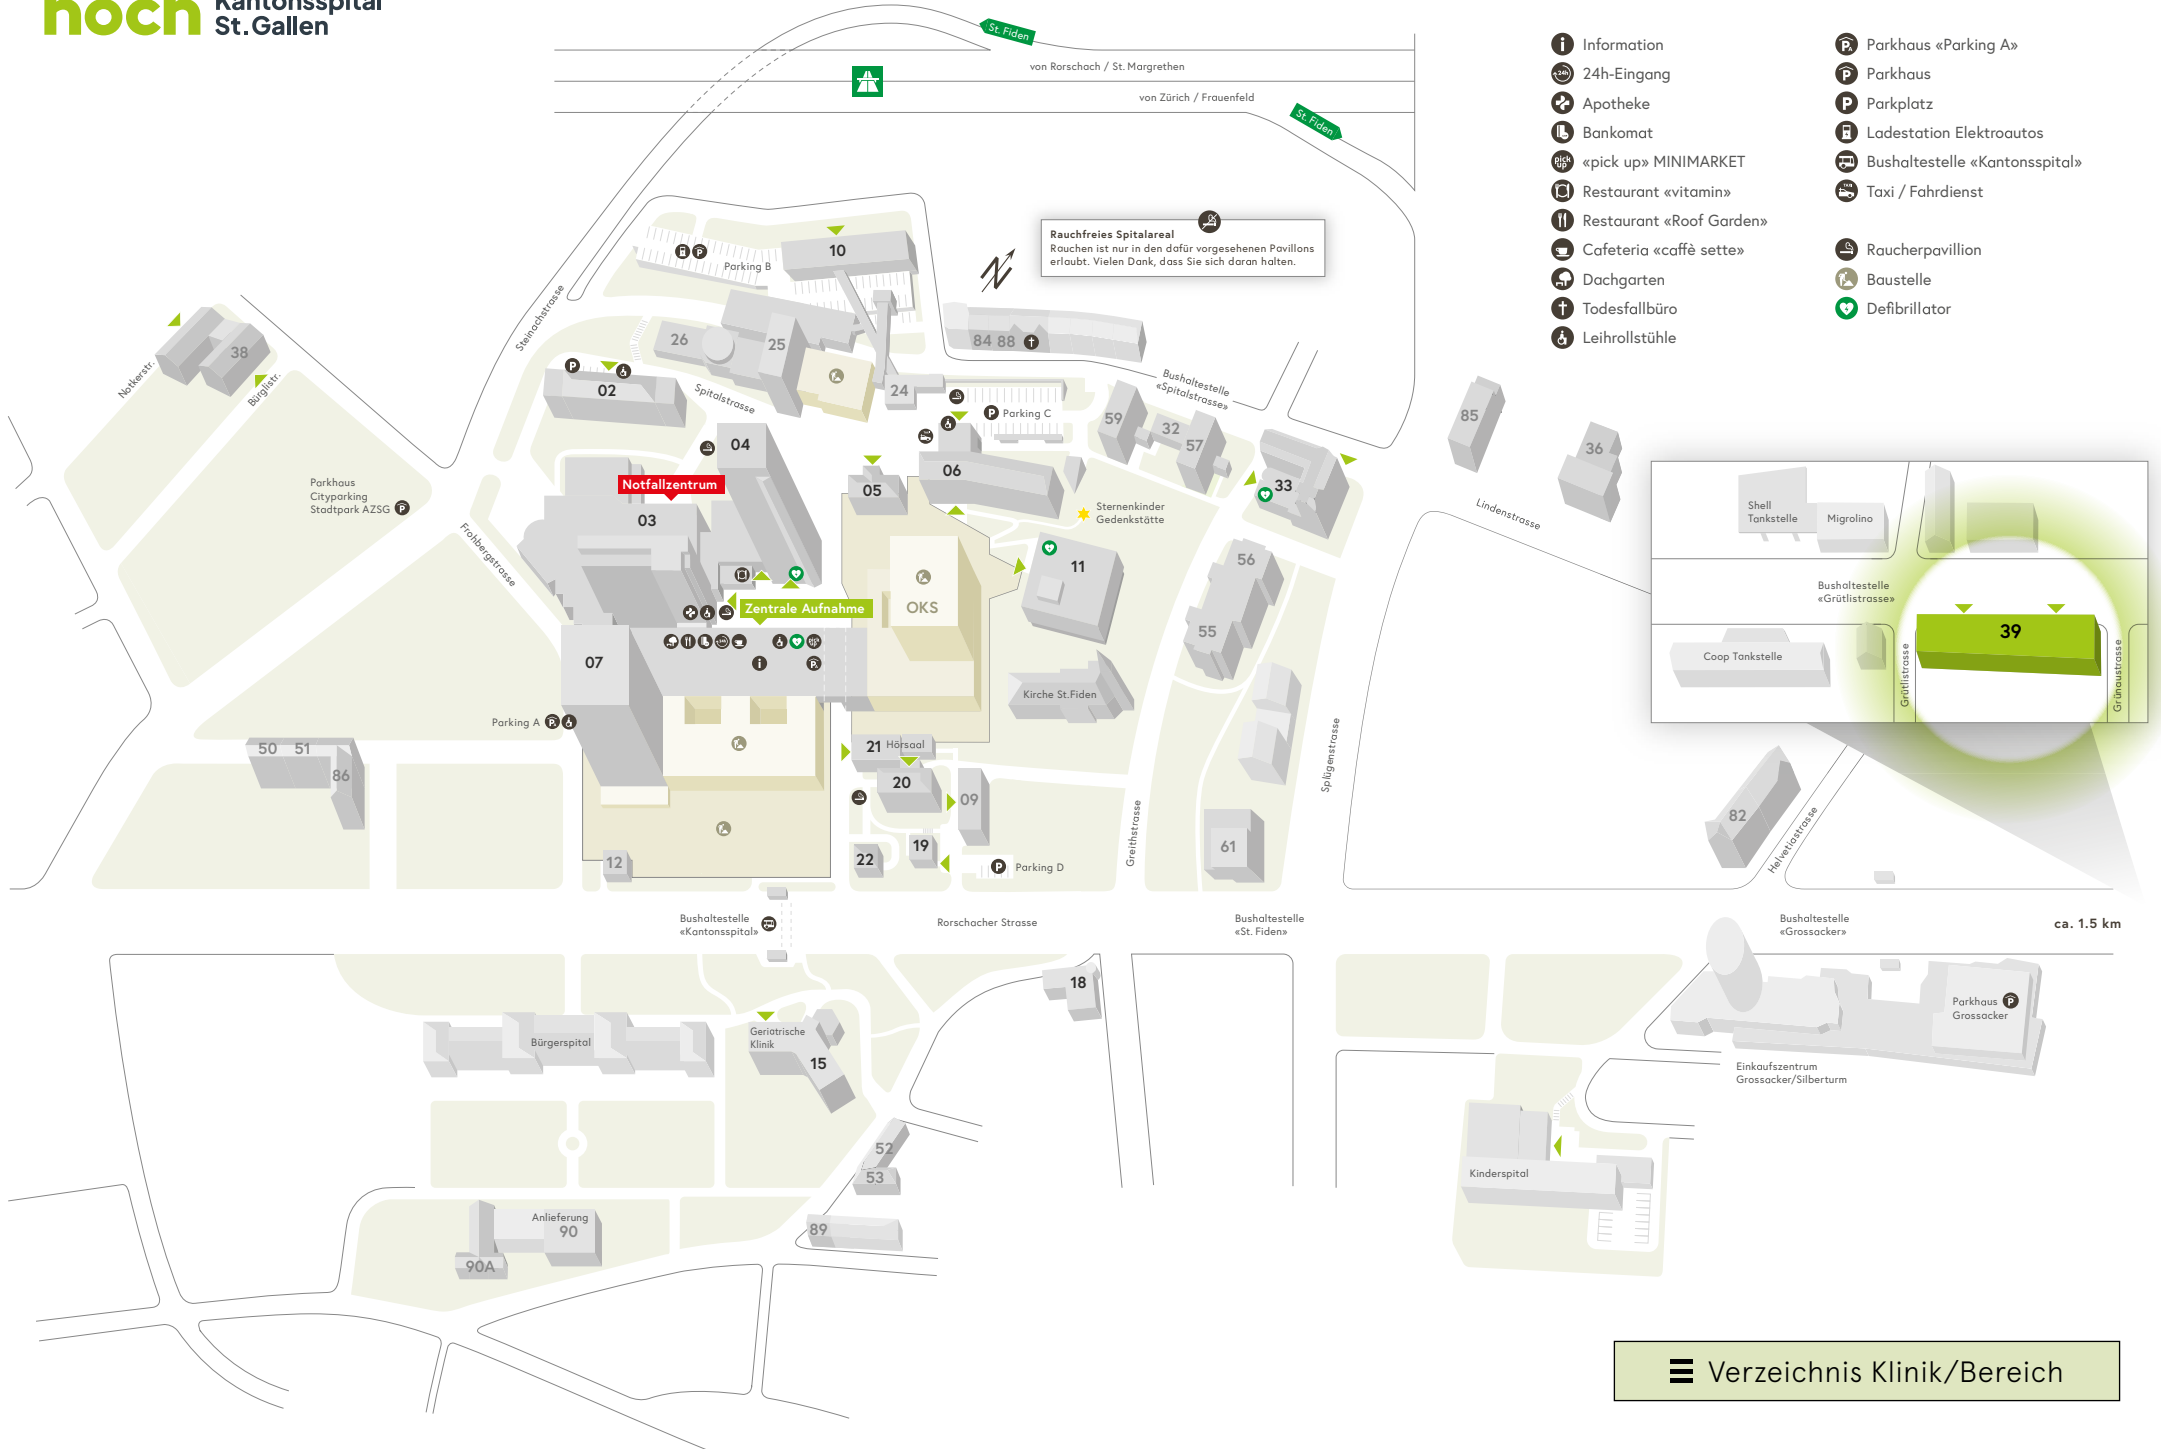 noch Kantonsspital
St.Gallen
St. Fiden
von Rorschach / St. Margrethen
von Zürich / Frauenfeld
St. Fiden
Information
24h-Eingang
Apotheke
Bankomat
«pick up» MINIMARKET
Restaurant «vitamin»
Restaurant «Roof Garden»
Cafeteria «caffè sette»
Dachgarten
Todesfallbüro
Leihrollstühle
Parkhaus «Parking A»
Parkhaus
Parkplatz
Ladestation Elektroautos
Bushaltestelle «Kantonsspital»
Taxi / Fahrdienst
Raucherpavillion
Baustelle
Defibrillator
Rauchfreies Spitalareal
Rauchen ist nur in den dafür vorgesehenen Pavillons
erlaubt. Vielen Dank, dass Sie sich daran halten.
N
10
Parking B
Steinachstrasse
26
25
84 88
38
Notkerstr.
Bürglistr.
02
Spitalstrasse
24
Bushaltestelle
«Spitalstrasse»
Parking C
59
32
57
85
36
04
06
05
33
Parkhaus
Cityparking
Stadtpark AZSG
Notfallzentrum
03
Frohbergstrasse
Sternenkinder
Gedenkstätte
Lindenstrasse
Shell
Tankstelle
Migrolino
Bushaltestelle
«Grütlistrasse»
39
Coop Tankstelle
Grütlistrasse
Grünaustrasse
11
56
55
OKS
Zentrale Aufnahme
07
Kirche St.Fiden
Parking A
50 51
86
21 Hörsaal
20
09
19
22
12
Parking D
Greithstrasse
Splügenstrasse
61
82
Helvetiastrasse
Bushaltestelle
«Kantonsspital»
Rorschacher Strasse
Bushaltestelle
«St. Fiden»
Bushaltestelle
«Grossacker»
ca. 1.5 km
18
Bürgerspital
Geriatrische
Klinik
15
Parkhaus
Grossacker
Einkaufszentrum
Grossacker/Silberturm
52
53
89
Kinderspital
Anlieferung
90
90A
Verzeichnis Klinik/Bereich